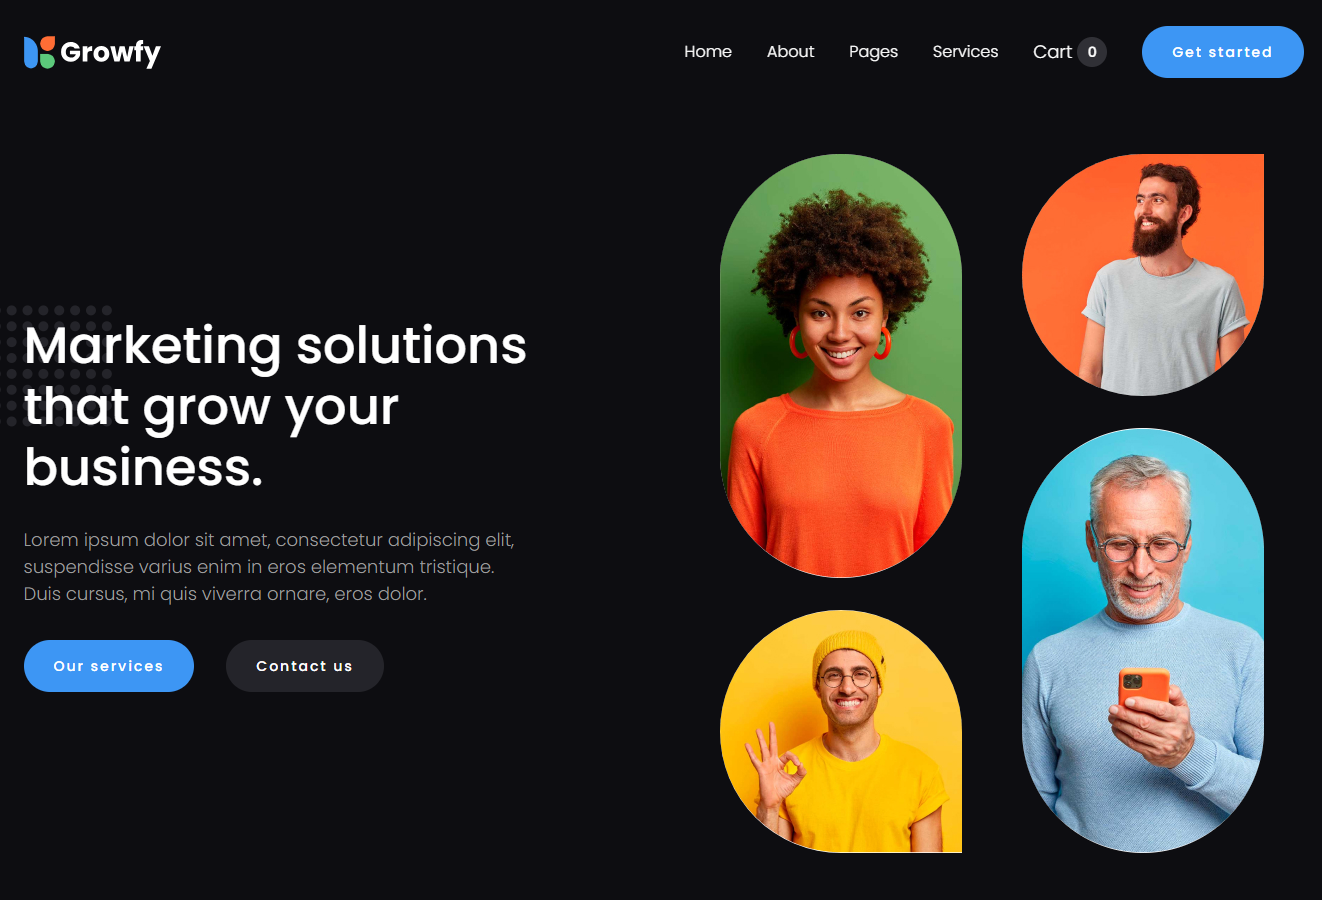 Growfy
Home About Pages Services Cart 0 Get started
Marketing solutions
that grow your
business.
Lorem ipsum dolor sit amet, consectetur adipiscing elit,
suspendisse varius enim in eros elementum tristique.
Duis cursus, mi quis viverra ornare, eros dolor.
Our services Contact us